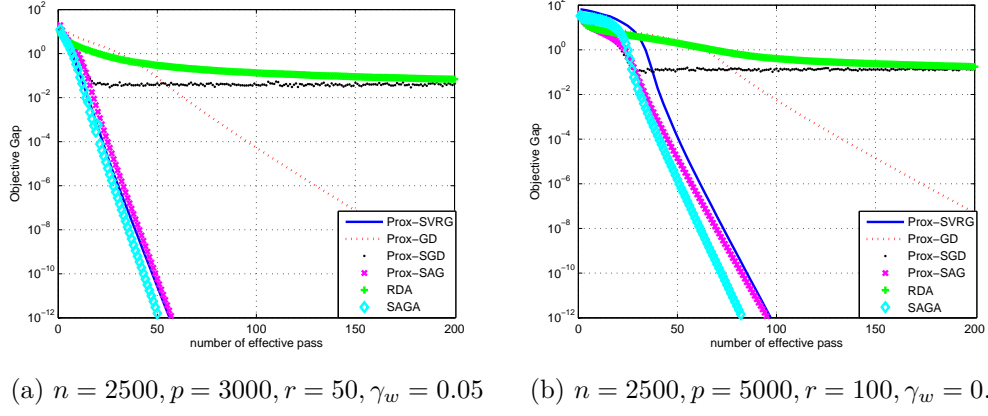 10^2
10^0
10^-2
10^-4
10^-6
10^-8
10^-10
10^-12
Objective Gap
0 50 100 150 200
number of effective pass
Prox-SVRG
Prox-GD
Prox-SGD
Prox-SAG
RDA
SAGA
(a) n = 2500, p = 3000, r = 50, γ_w = 0.05
10^2
10^0
10^-2
10^-4
10^-6
10^-8
10^-10
10^-12
Objective Gap
0 50 100 150 200
number of effective pass
Prox-SVRG
Prox-GD
Prox-SGD
Prox-SAG
RDA
SAGA
(b) n = 2500, p = 5000, r = 100, γ_w = 0.